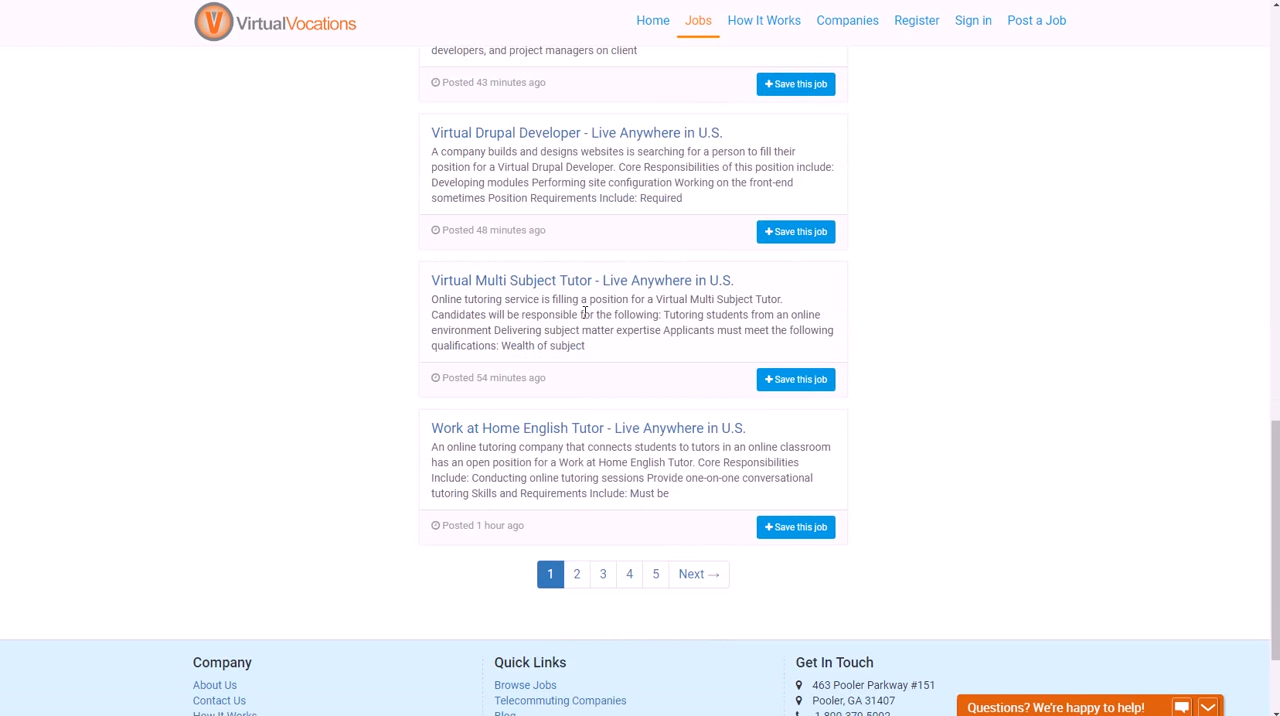 VirtualVocations
Home Jobs How It Works Companies Register Sign in Post a Job
developers, and project managers on client
Posted 43 minutes ago
+ Save this job
Virtual Drupal Developer - Live Anywhere in U.S.
A company builds and designs websites is searching for a person to fill their
position for a Virtual Drupal Developer. Core Responsibilities of this position include:
Developing modules Performing site configuration Working on the front-end
sometimes Position Requirements Include: Required
Posted 48 minutes ago
+ Save this job
Virtual Multi Subject Tutor - Live Anywhere in U.S.
Online tutoring service is filling a position for a Virtual Multi Subject Tutor.
Candidates will be responsible for the following: Tutoring students from an online
environment Delivering subject matter expertise Applicants must meet the following
qualifications: Wealth of subject
Posted 54 minutes ago
+ Save this job
Work at Home English Tutor - Live Anywhere in U.S.
An online tutoring company that connects students to tutors in an online classroom
has an open position for a Work at Home English Tutor. Core Responsibilities
Include: Conducting online tutoring sessions Provide one-on-one conversational
tutoring Skills and Requirements Include: Must be
Posted 1 hour ago
+ Save this job
1 2 3 4 5 Next →
Company
About Us
Contact Us
How It Works
Quick Links
Browse Jobs
Telecommuting Companies
Blog
Get In Touch
463 Pooler Parkway #151
Pooler, GA 31407
Questions? We're happy to help!